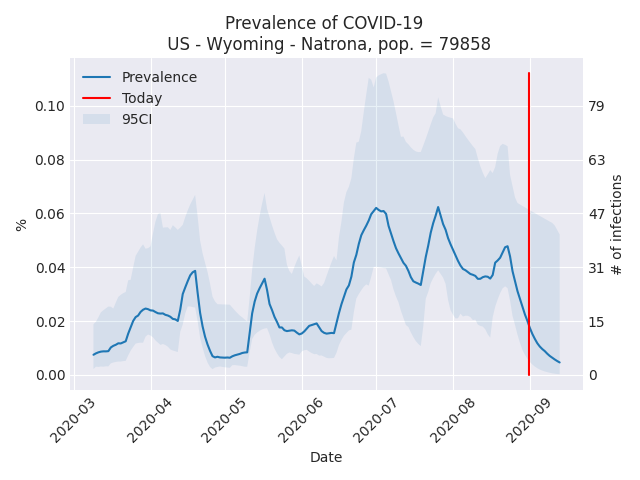 Prevalence of COVID-19
US - Wyoming - Natrona, pop. = 79858
Prevalence
Today
95CI
0.10
0.08
0.06
0.04
0.02
0.00
%
79
63
47
31
15
0
# of infections
2020-03
2020-04
2020-05
2020-06
2020-07
2020-08
2020-09
Date